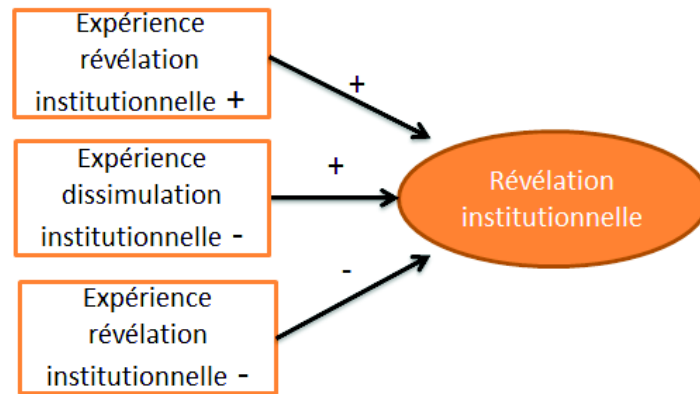 Expérience
révélation
institutionnelle +
+
Expérience
dissimulation
institutionnelle -
+
Révélation
institutionnelle
Expérience
révélation
institutionnelle -
-